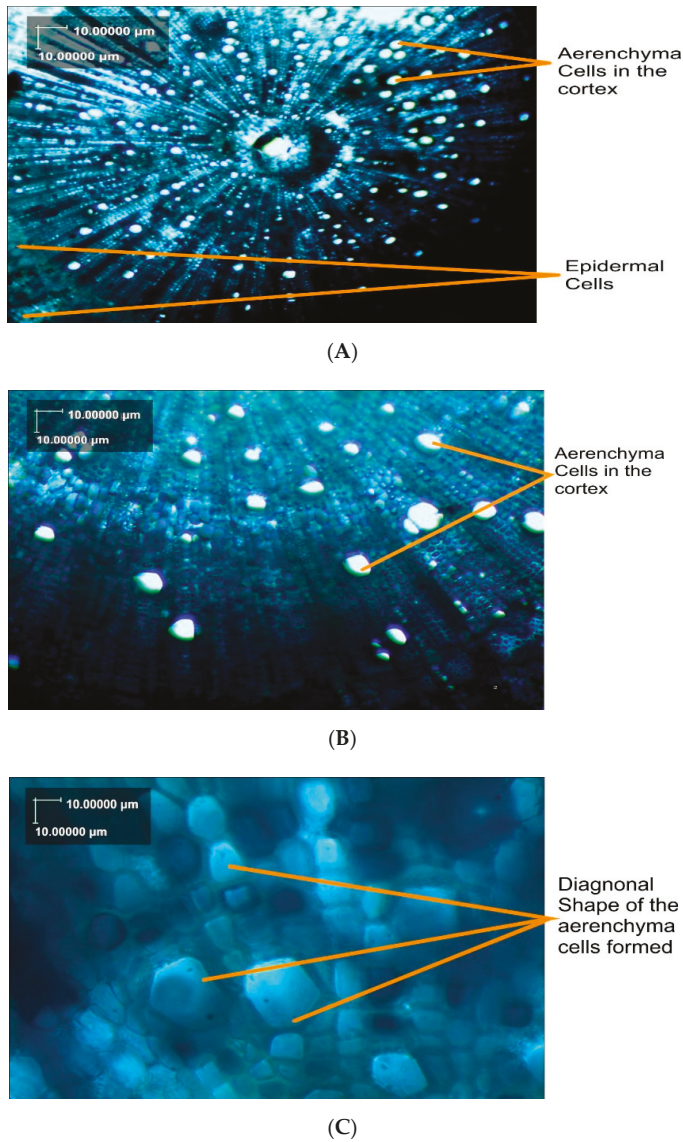 10.00000 µm
10.00000 µm
Aerenchyma
Cells in the
cortex
Epidermal
Cells
(A)
10.00000 µm
10.00000 µm
Aerenchyma
Cells in the
cortex
2
(B)
10.00000 µm
10.00000 µm
Diagnonal
Shape of the
aerenchyma
cells formed
(C)